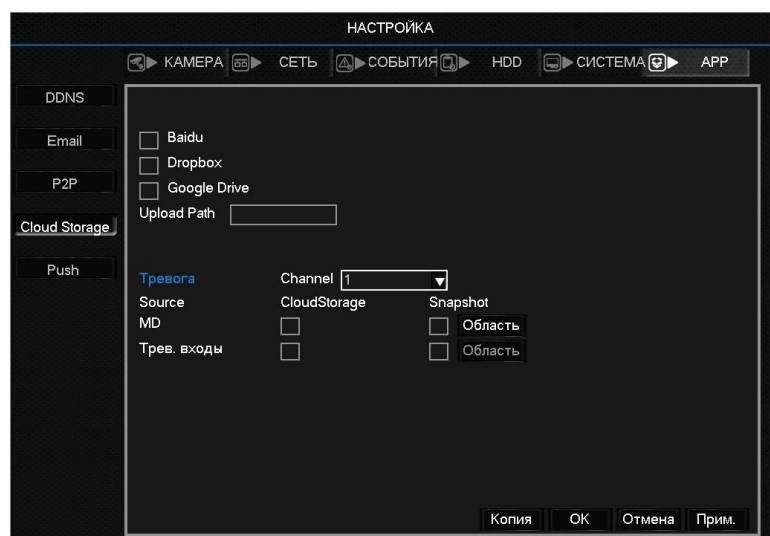 НАСТРОЙКА
КАМЕРА СЕТЬ СОБЫТИЯ HDD СИСТЕМА APP
DDNS
Email
P2P
Cloud Storage
Push
Baidu
Dropbox
Google Drive
Upload Path
Тревога Channel 1
Source CloudStorage Snapshot
MD Область
Трев. входы Область
Копия OK Отмена Прим.